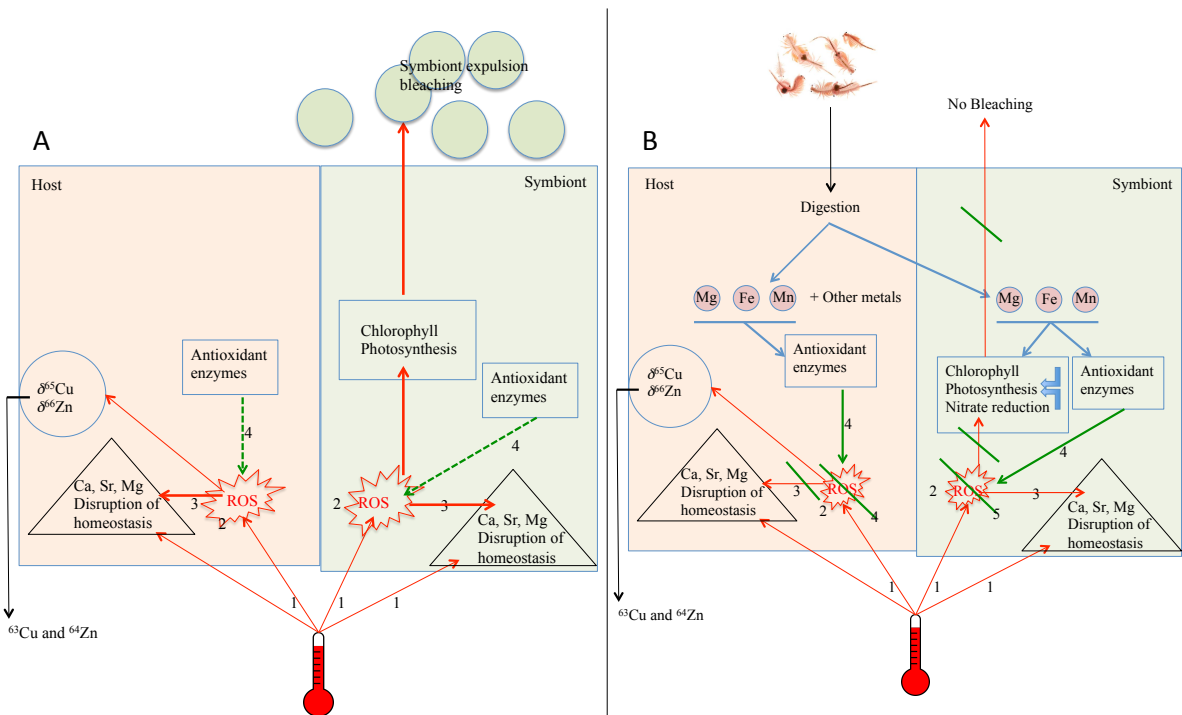 A
Symbiont expulsion
bleaching
Host
Symbiont
Chlorophyll
Photosynthesis
Antioxidant
enzymes
Antioxidant
enzymes
δ⁶⁵Cu
δ⁶⁶Zn
4
4
Ca, Sr, Mg
Disruption of
homeostasis
3
ROS
2
2
ROS
3
Ca, Sr, Mg
Disruption of
homeostasis
1
1
1
⁶³Cu and ⁶⁴Zn
B
No Bleaching
Host
Symbiont
Digestion
Mg
Fe
Mn
+ Other metals
Mg
Fe
Mn
Antioxidant
enzymes
Chlorophyll
Photosynthesis
Nitrate reduction
Antioxidant
enzymes
δ⁶⁵Cu
δ⁶⁶Zn
4
4
Ca, Sr, Mg
Disruption of
homeostasis
3
ROS
2
4
2
ROS
5
3
Ca, Sr, Mg
Disruption of
homeostasis
1
1
1
⁶³Cu and ⁶⁴Zn